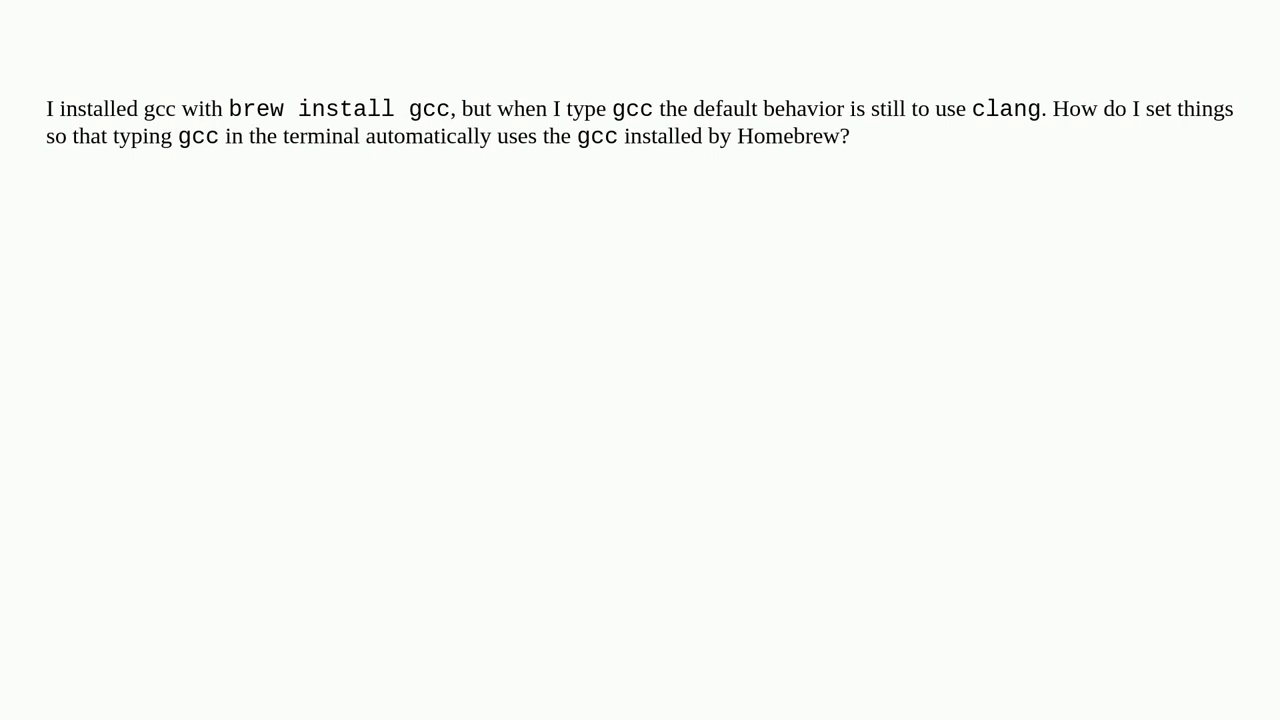 I installed gcc with brew install gcc, but when I type gcc the default behavior is still to use clang. How do I set things
so that typing gcc in the terminal automatically uses the gcc installed by Homebrew?